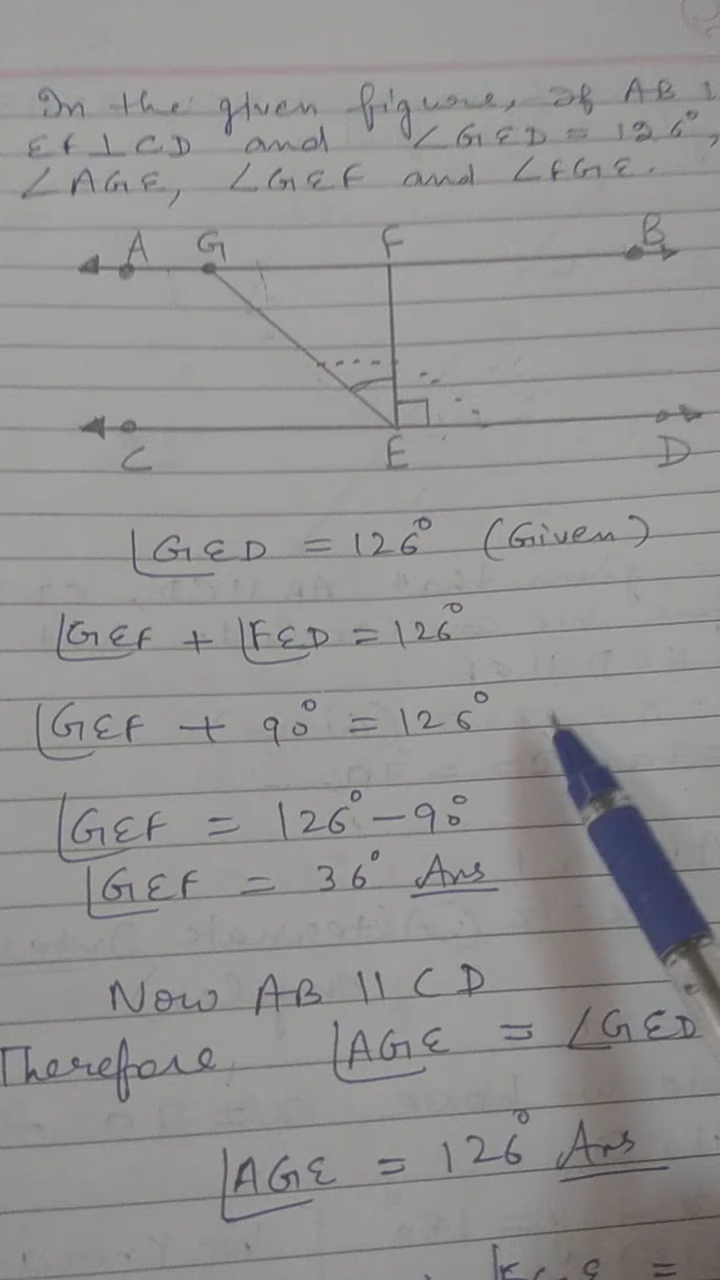 In the given figure, if AB
EF⊥CD and ∠GED = 126°,
∠AGE, ∠GEF and ∠FGE.
A G F B
C E D
∠GED = 126° (Given)
∠GEF + ∠FED = 126°
∠GEF + 90° = 126°
∠GEF = 126° – 90°
∠GEF = 36° Ans
Now AB || CD
Therefore ∠AGE = ∠GED
∠AGE = 126° Ans